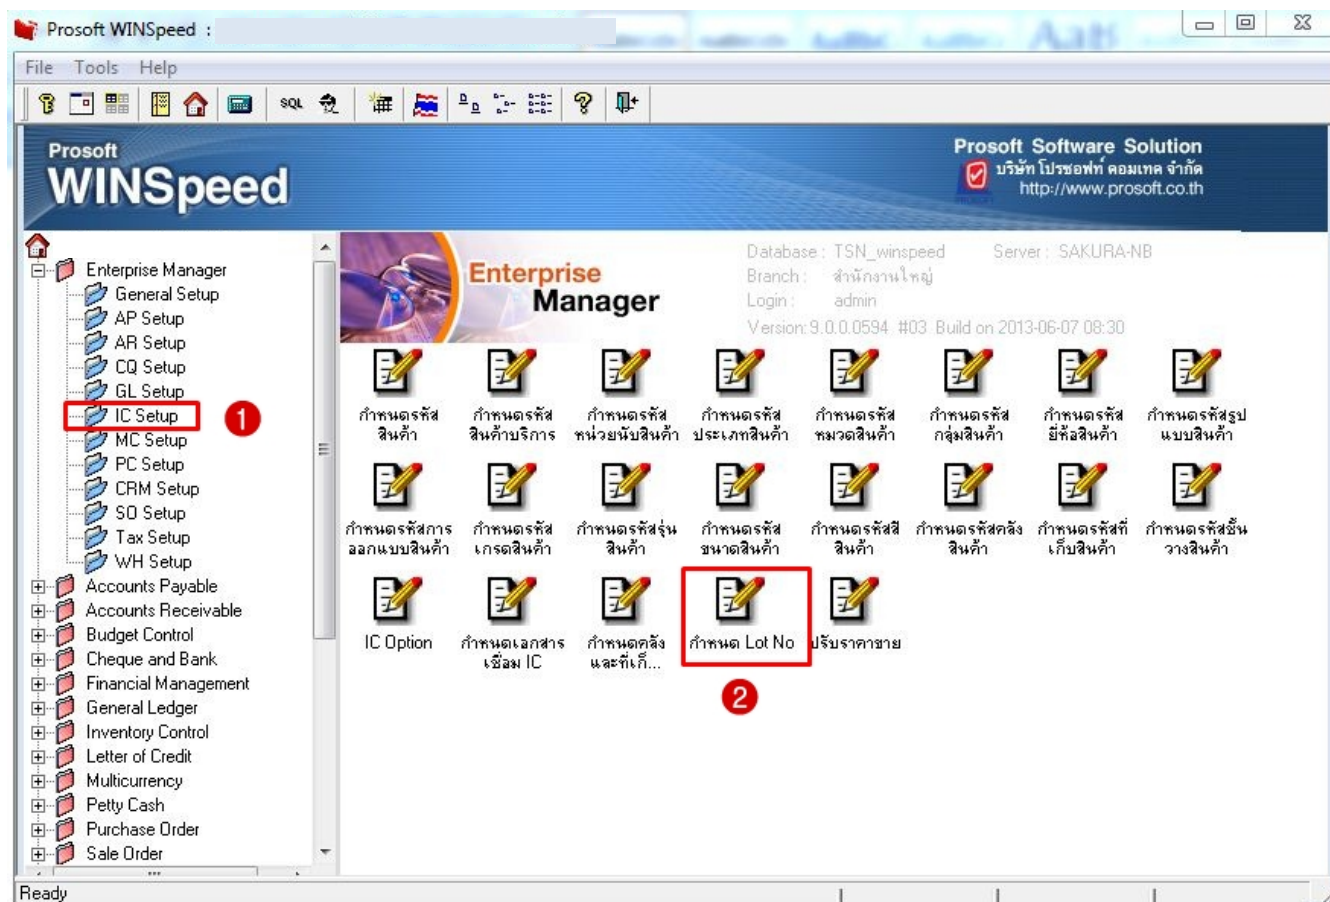 Prosoft WINSpeed :
File Tools Help
SQL
Prosoft
WINSpeed
Prosoft Software Solution
บริษัท โปรซอฟท์ คอมเทค จำกัด
http://www.prosoft.co.th
Enterprise Manager
General Setup
AP Setup
AR Setup
CQ Setup
GL Setup
IC Setup
1
MC Setup
PC Setup
CRM Setup
SO Setup
Tax Setup
WH Setup
Accounts Payable
Accounts Receivable
Budget Control
Cheque and Bank
Financial Management
General Ledger
Inventory Control
Letter of Credit
Multicurrency
Petty Cash
Purchase Order
Sale Order
Enterprise
Manager
Database : TSN_winspeed Server : SAKURA-NB
Branch : สำนักงานใหญ่
Login : admin
Version: 9.0.0.0594 #03 Build on 2013-06-07 08:30
กำหนดรหัส กำหนดรหัส กำหนดรหัส กำหนดรหัส กำหนดรหัส กำหนดรหัส กำหนดรหัส กำหนดรหัสรูป
สินค้า สินค้าบริการ หน่วยนับสินค้า ประเภทสินค้า หมวดสินค้า กลุ่มสินค้า ยี่ห้อสินค้า แบบสินค้า
กำหนดรหัสการ กำหนดรหัส กำหนดรหัสรุ่น กำหนดรหัส กำหนดรหัสสี กำหนดรหัสคลัง กำหนดรหัสที่ กำหนดรหัสชั้น
ออกแบบสินค้า เกรดสินค้า สินค้า ขนาดสินค้า สินค้า สินค้า เก็บสินค้า วางสินค้า
IC Option กำหนดเอกสาร กำหนดคลัง กำหนด Lot No ปรับราคาขาย
เชื่อม IC และที่เก็...
2
Ready